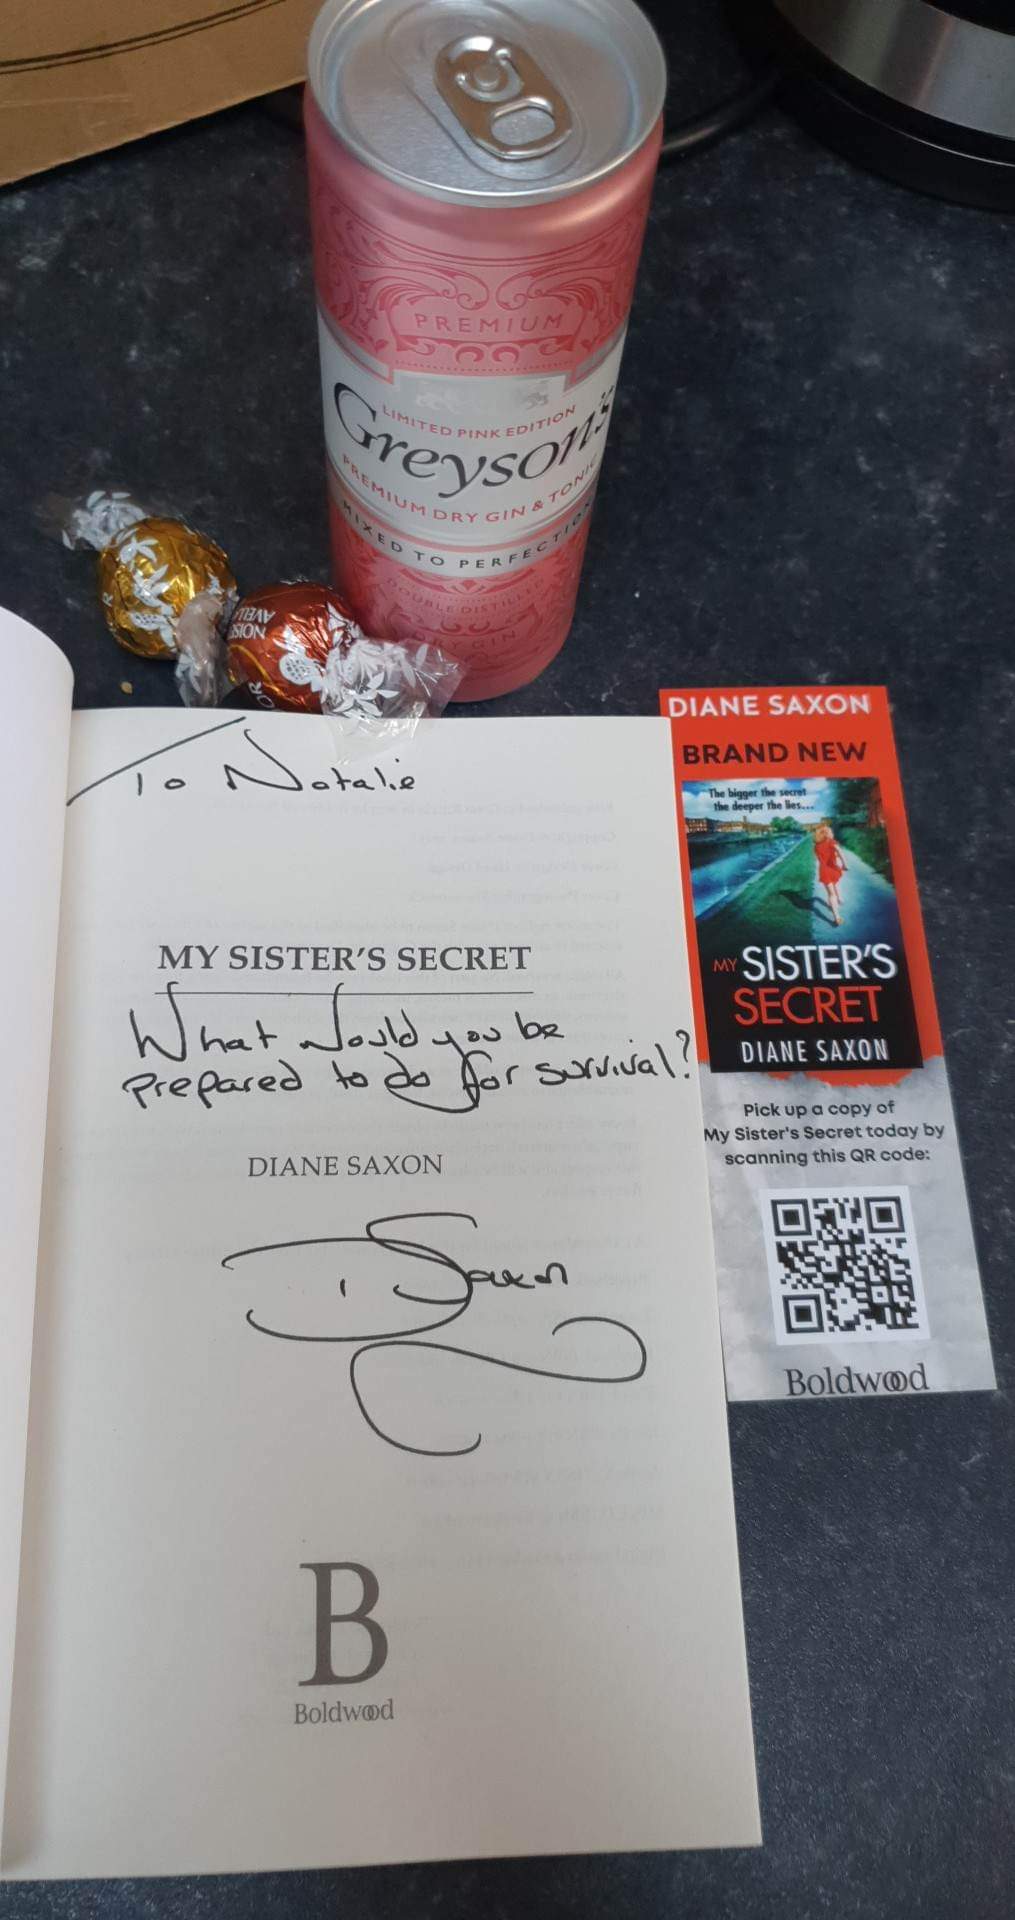 PREMIUM
LIMITED PINK EDITION
Greyson's
PREMIUM DRY GIN & TONIC
MIXED TO PERFECTION
DOUBLE DISTILLED
DRY GIN
To Natalie
MY SISTER'S SECRET
What would you be
prepared to do for survival?
DIANE SAXON
D Saxon
B
Boldwood
DIANE SAXON
BRAND NEW
The bigger the secret
the deeper the lies...
MY SISTER'S
SECRET
DIANE SAXON
Pick up a copy of
My Sister's Secret today by
scanning this QR code:
Boldwood